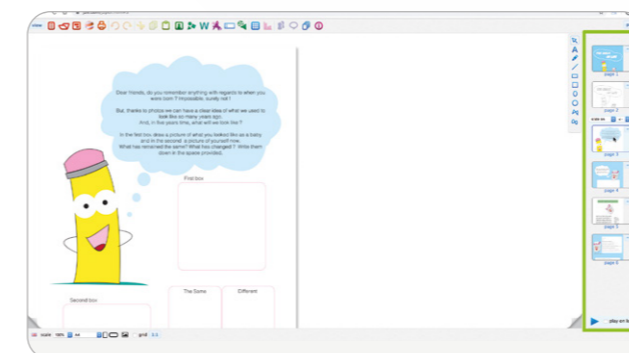 Dear friends, do you remember anything with regards to when you
were born ? Impossible, surely not !
But, thanks to photos we can have a clear idea of what we used to
look like so many years ago.
And, in five years time, what will we look like ?
In the first box draw a picture of what you looked like as a baby
and in the second a picture of yourself now.
What has remained the same? What has changed ? Write them
down in the space provided.
First box
The Same
Different
Second box
page 1
page 2
page 4
page 5
page 6
scale
grid